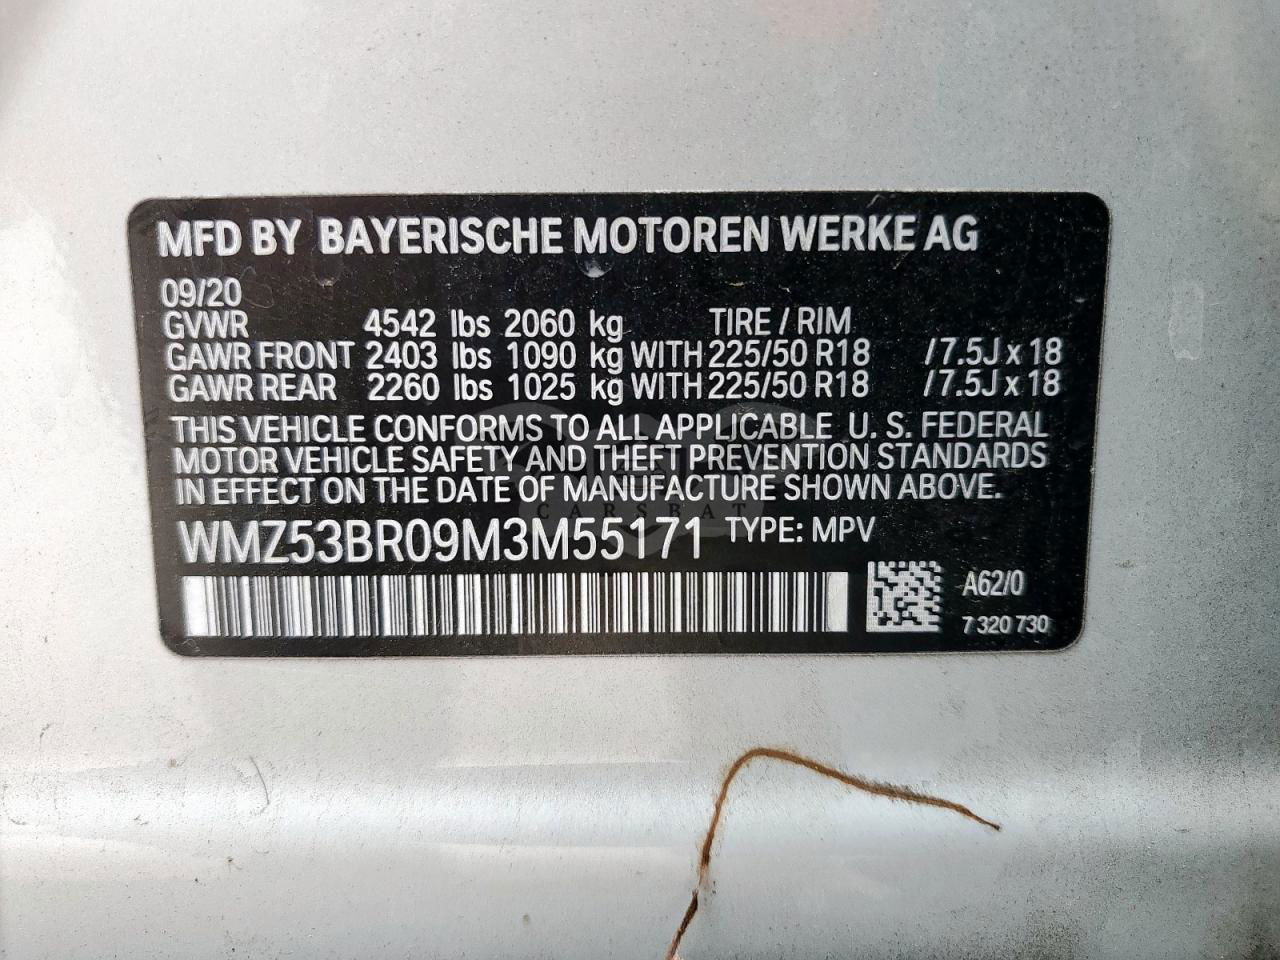 MFD BY BAYERISCHE MOTOREN WERKE AG
09/20
GVWR 4542 lbs 2060 kg TIRE / RIM
GAWR FRONT 2403 lbs 1090 kg WITH 225/50 R18 /7.5J x 18
GAWR REAR 2260 lbs 1025 kg WITH 225/50 R18 /7.5J x 18
THIS VEHICLE CONFORMS TO ALL APPLICABLE U. S. FEDERAL
MOTOR VEHICLE SAFETY AND THEFT PREVENTION STANDARDS
IN EFFECT ON THE DATE OF MANUFACTURE SHOWN ABOVE.
CARSBAT
WMZ53BR09M3M55171 TYPE: MPV
A62/0
7 320 730